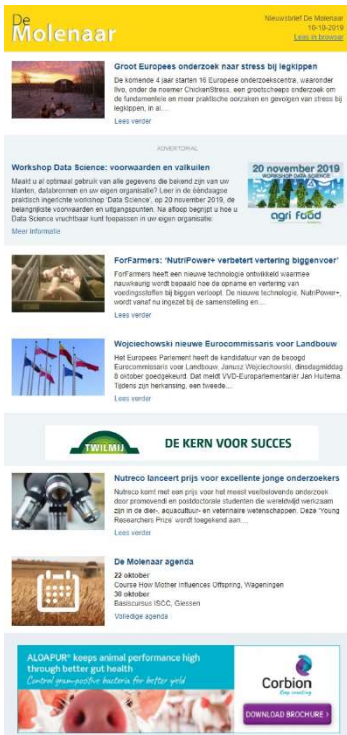 De
Molenaar
Nieuwsbrief De Molenaar
10-10-2019
Lees in browser
Groot Europees onderzoek naar stress bij legkippen
De komende 4 jaar starten 16 Europese onderzoekscentra, waaronder
Ilvo, onder de noemer ChickenStress, een grootscheeps onderzoek om
de fundamentele en meer praktische oorzaken en gevolgen van stress bij
legkippen, in al....
Lees verder
ADVERTORIAL
Workshop Data Science: voorwaarden en valkuilen
Maakt u al optimaal gebruik van alle gegevens die bekend zijn van uw
klanten, databronnen en uw eigen organisatie? Leer in de ééndaagse
praktisch ingerichte workshop 'Data Science', op 20 november 2019, de
belangrijkste voorwaarden en uitgangspunten. Na afloop begrijpt u hoe u
Data Science vruchtbaar kunt toepassen in uw eigen organisatie.
Meer informatie
20 november 2019
WORKSHOP DATA SCIENCE
agri food
ForFarmers: 'NutriPower+ verbetert vertering biggenvoer'
ForFarmers heeft een nieuwe technologie ontwikkeld waarmee
nauwkeurig wordt bepaald hoe de opname en vertering van
voedingsstoffen bij biggen verloopt. De nieuwe technologie, NutriPower+,
wordt vanaf nu ingezet bij de samenstelling en....
Lees verder
Wojciechowski nieuwe Eurocommissaris voor Landbouw
Het Europees Parlement heeft de kandidatuur van de beoogd
Eurocommissaris voor Landbouw, Janusz Wojciechowski, dinsdagmiddag
8 oktober goedgekeurd. Dat meldt VVD-Europarlementariër Jan Huitema.
Tijdens zijn herkansing, een tweede....
Lees verder
TWILMIJ
DE KERN VOOR SUCCES
Nutreco lanceert prijs voor excellente jonge onderzoekers
Nutreco komt met een prijs voor het meest veelbelovende onderzoek
door promovendi en postdoctorale studenten die wereldwijd werkzaam
zijn in de dier-, aquacultuur- en veterinaire wetenschappen. Deze 'Young
Researchers Prize' wordt toegekend aan....
Lees verder
De Molenaar agenda
22 oktober
Course How Mother Influences Offspring, Wageningen
30 oktober
Basiscursus ISCC, Giessen
Volledige agenda
ALOAPUR® keeps animal performance high
through better gut health
Control gram-positive bacteria for better yield
Corbion
Keep creating
DOWNLOAD BROCHURE >